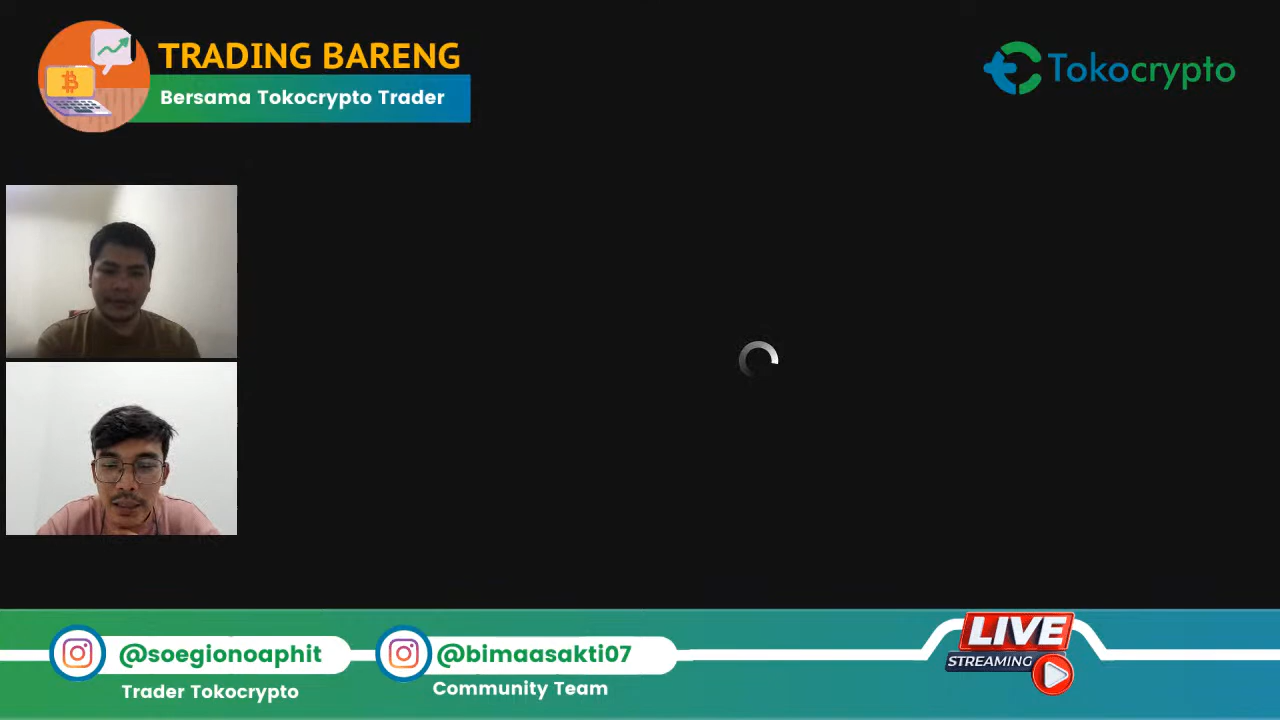 TRADING BARENG
Bersama Tokocrypto Trader
Tokocrypto
@soegionoaphit
Trader Tokocrypto
@bimaasakti07
Community Team
LIVE
STREAMING